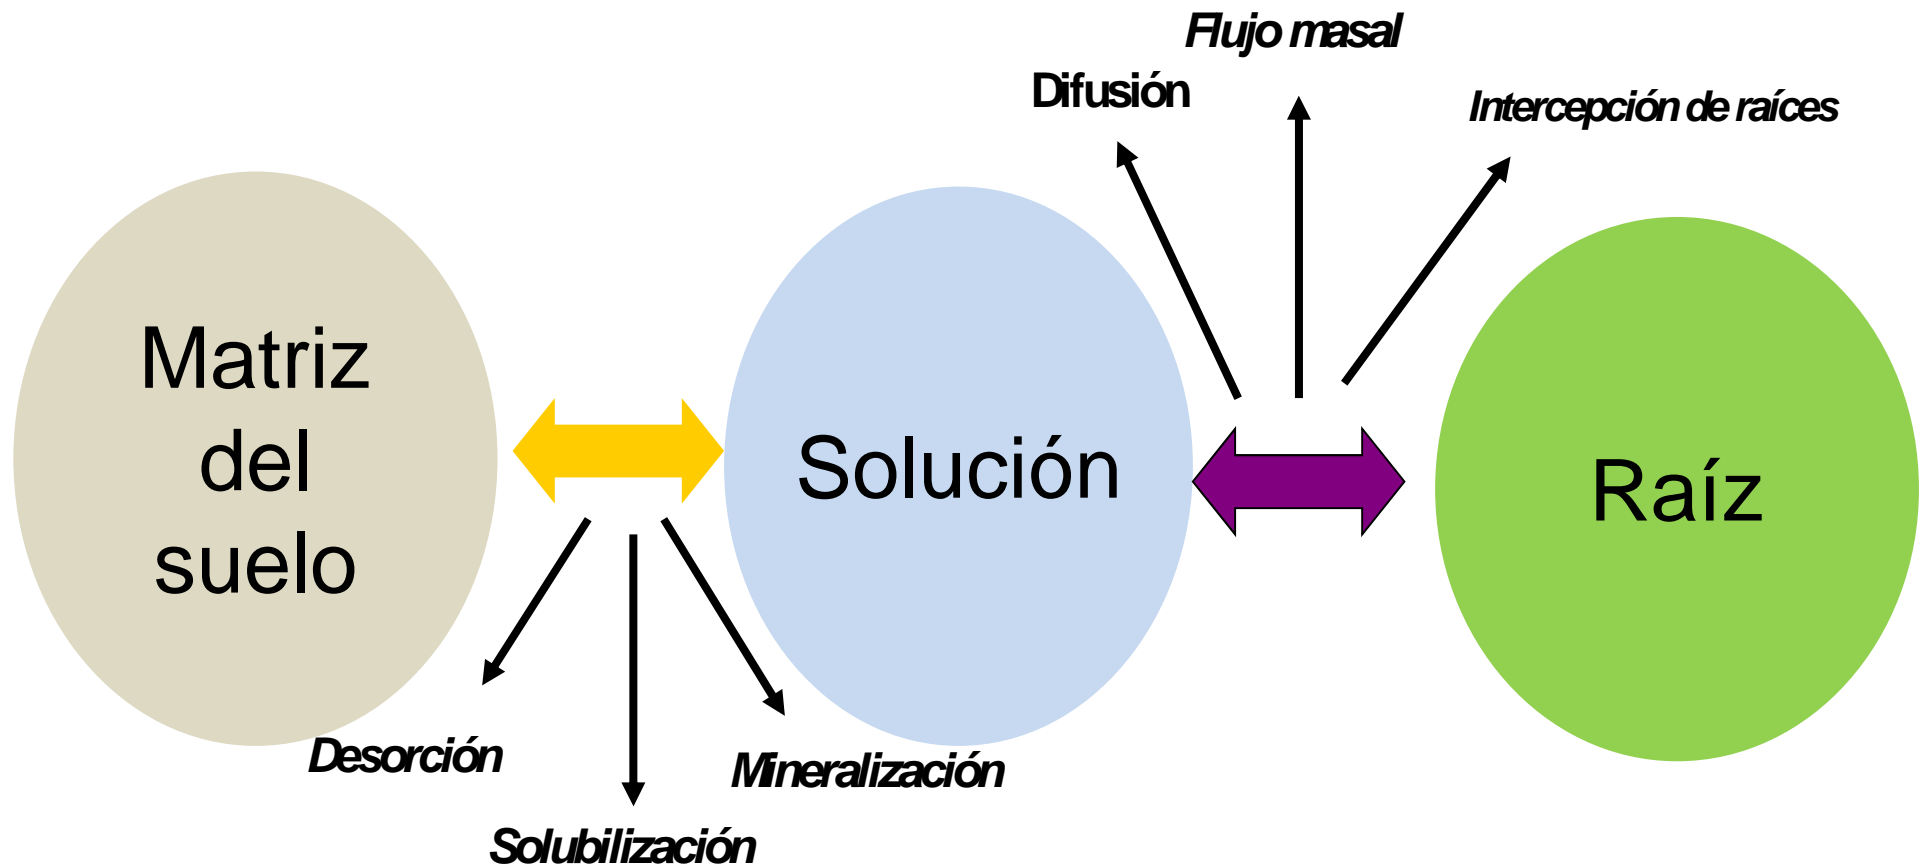 Flujo masal
Difusión
Intercepción de raíces
Matriz
del
suelo
Solución
Raíz
Desorción
Mineralización
Solubilización